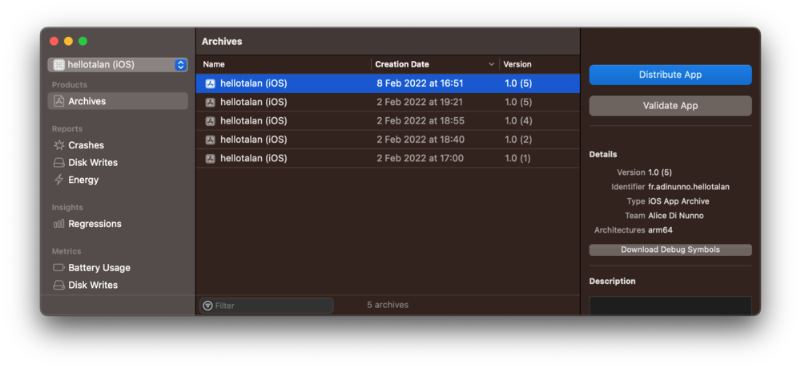 hellotalan (iOS)
Products
Archives
Reports
Crashes
Disk Writes
Energy
Insights
Regressions
Metrics
Battery Usage
Disk Writes
Archives
Name Creation Date Version
hellotalan (iOS) 8 Feb 2022 at 16:51 1.0 (5)
hellotalan (iOS) 2 Feb 2022 at 19:21 1.0 (5)
hellotalan (iOS) 2 Feb 2022 at 18:55 1.0 (4)
hellotalan (iOS) 2 Feb 2022 at 18:40 1.0 (2)
hellotalan (iOS) 2 Feb 2022 at 17:00 1.0 (1)
Filter 5 archives
Distribute App
Validate App
Details
Version 1.0 (5)
Identifier fr.adinunno.hellotalan
Type iOS App Archive
Team Alice Di Nunno
Architectures arm64
Download Debug Symbols
Description